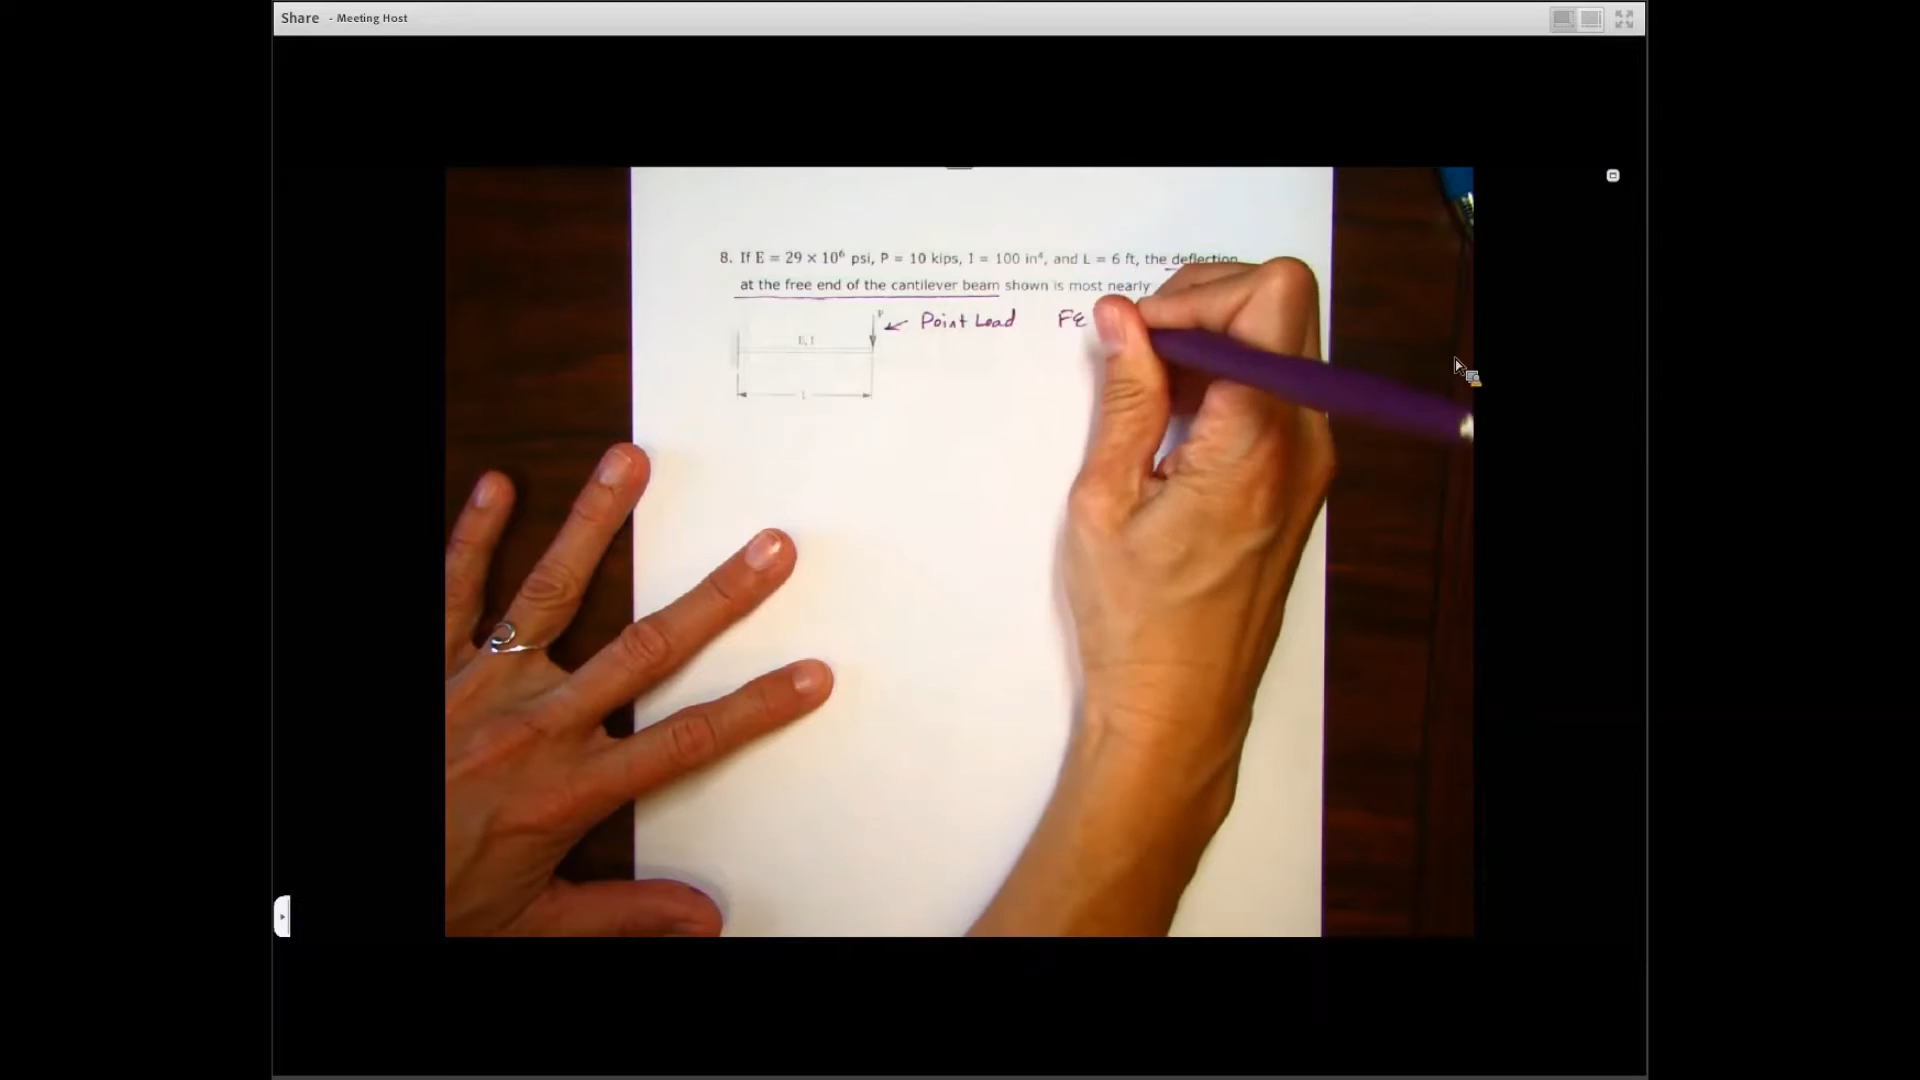 Share - Meeting Host
8. If E = 29 × 10⁶ psi, P = 10 kips, I = 100 in⁴, and L = 6 ft, the deflection
at the free end of the cantilever beam shown is most nearly
P
Point Load FE
E, I
L